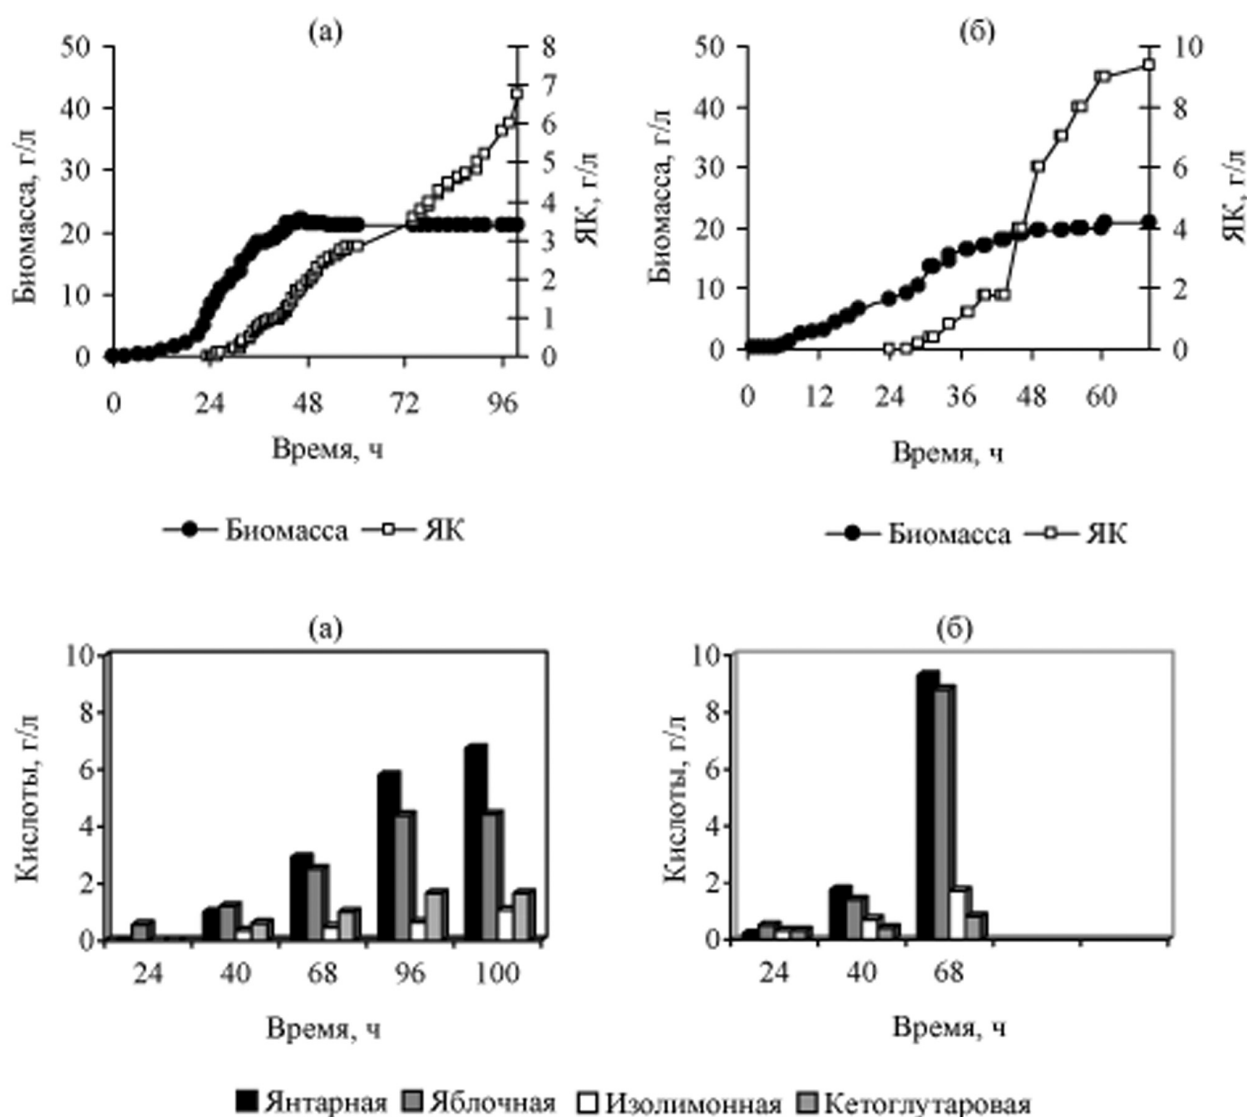 (а)
(б)
50
40
30
20
10
0
Биомасса, г/л
8
7
6
5
4
3
2
1
0
ЯК, г/л
0 24 48 72 96
Время, ч
Биомасса ЯК
50
40
30
20
10
0
Биомасса, г/л
10
8
6
4
2
0
ЯК, г/л
0 12 24 36 48 60
Время, ч
Биомасса ЯК
(а)
(б)
10
8
6
4
2
0
Кислоты, г/л
24 40 68 96 100
Время, ч
10
8
6
4
2
0
Кислоты, г/л
24 40 68
Время, ч
Янтарная Яблочная Изолимонная Кетоглутаровая